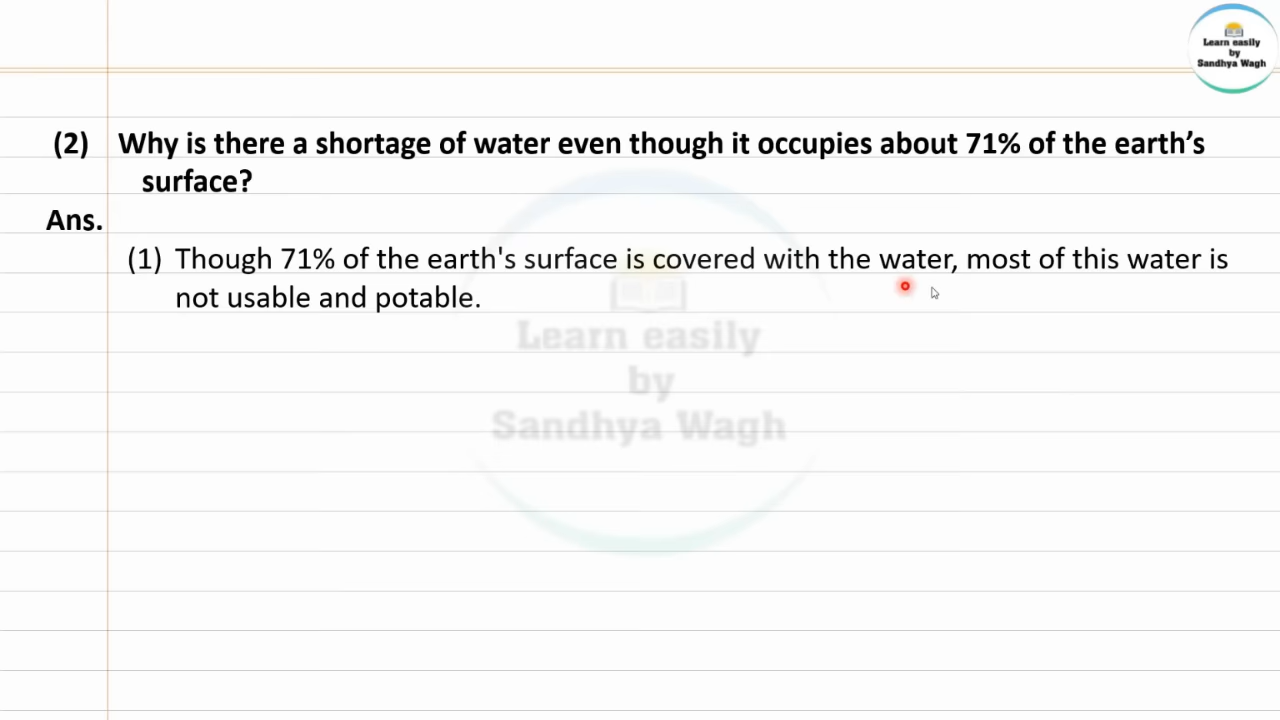 Learn easily
by
Sandhya Wagh
(2) Why is there a shortage of water even though it occupies about 71% of the earth’s
surface?
Ans.
(1) Though 71% of the earth's surface is covered with the water, most of this water is
not usable and potable.
Learn easily
by
Sandhya Wagh